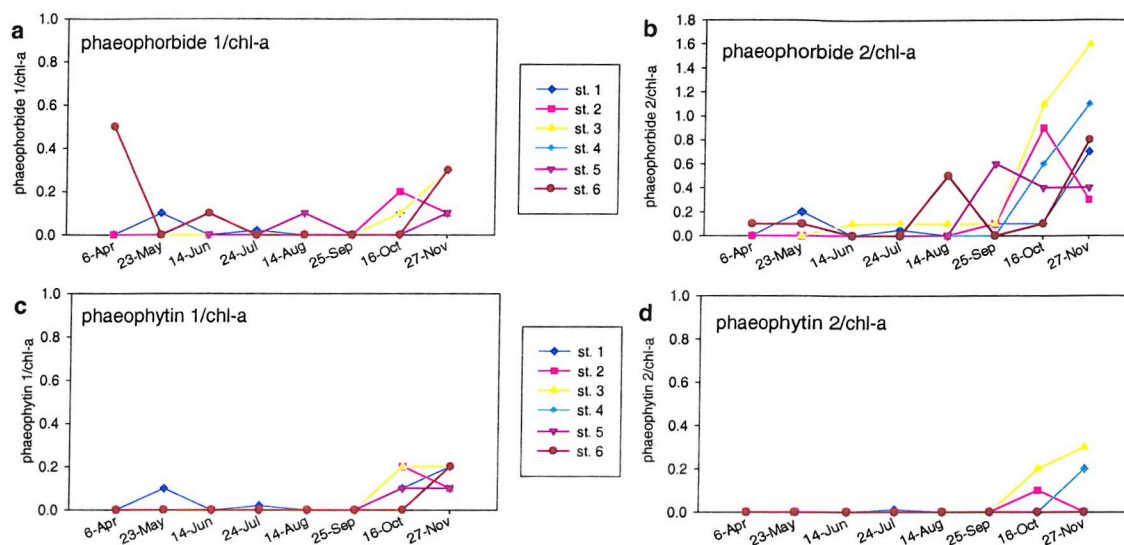 a
phaeophorbide 1/chl-a
phaeophorbide 1/chl-a
1.0
0.8
0.6
0.4
0.2
0.0
6-Apr
23-May
14-Jun
24-Jul
14-Aug
25-Sep
16-Oct
27-Nov
st. 1
st. 2
st. 3
st. 4
st. 5
st. 6
b
phaeophorbide 2/chl-a
phaeophorbide 2/chl-a
1.8
1.6
1.4
1.2
1.0
0.8
0.6
0.4
0.2
0.0
6-Apr
23-May
14-Jun
24-Jul
14-Aug
25-Sep
16-Oct
27-Nov
c
phaeophytin 1/chl-a
phaeophytin 1/chl-a
1.0
0.8
0.6
0.4
0.2
0.0
6-Apr
23-May
14-Jun
24-Jul
14-Aug
25-Sep
16-Oct
27-Nov
st. 1
st. 2
st. 3
st. 4
st. 5
st. 6
d
phaeophytin 2/chl-a
phaeophytin 2/chl-a
1.0
0.8
0.6
0.4
0.2
0.0
6-Apr
23-May
14-Jun
24-Jul
14-Aug
25-Sep
16-Oct
27-Nov